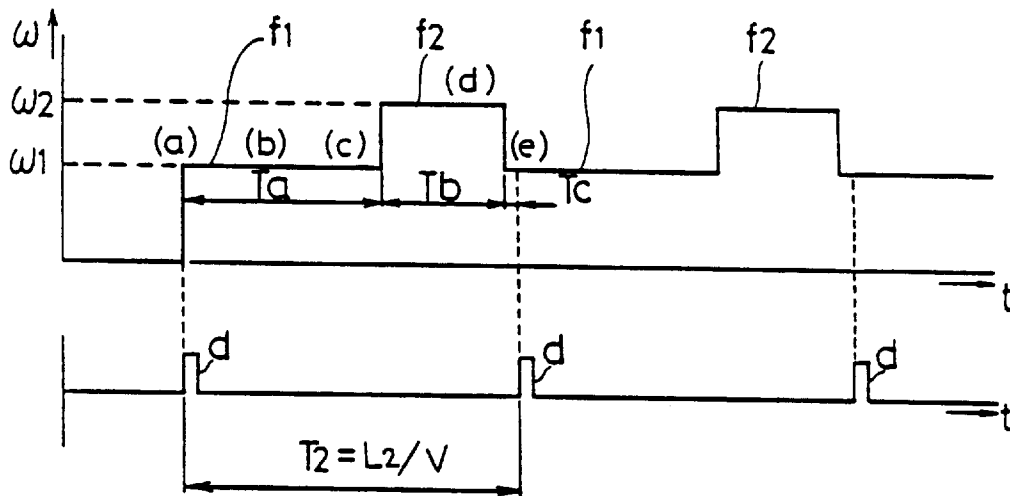 ω f1 f2 f1 f2
ω2 (d)
(a) (b) (c) (e)
ω1
Ta Tb Tc
t
d d d
t
T2=L2/V